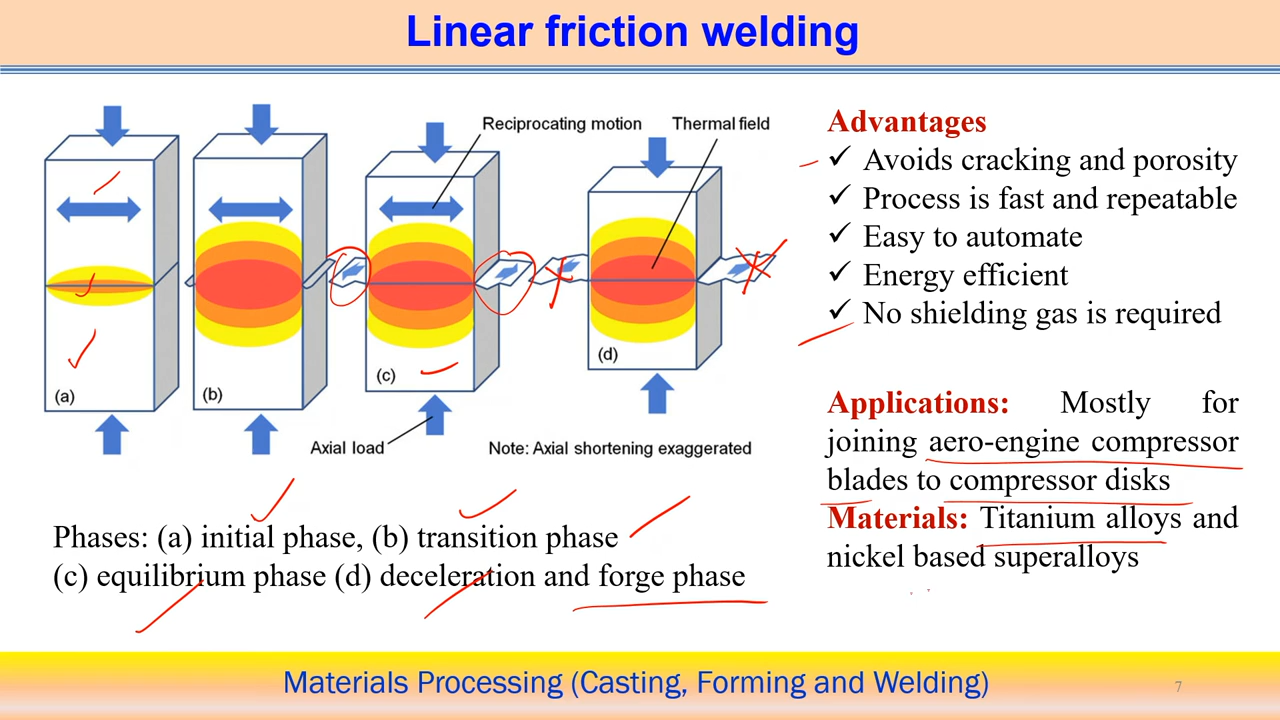 Linear friction welding
Reciprocating motion
Thermal field
(a)
(b)
(c)
(d)
Axial load
Note: Axial shortening exaggerated
Phases: (a) initial phase, (b) transition phase
(c) equilibrium phase (d) deceleration and forge phase
Advantages
✓ Avoids cracking and porosity
✓ Process is fast and repeatable
✓ Easy to automate
✓ Energy efficient
✓ No shielding gas is required
Applications: Mostly for
joining aero-engine compressor
blades to compressor disks
Materials: Titanium alloys and
nickel based superalloys
Materials Processing (Casting, Forming and Welding)
7